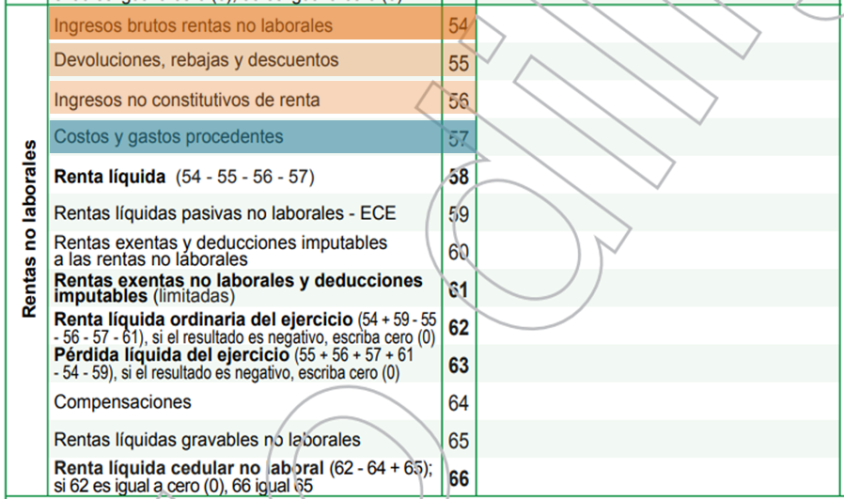 Rentas no laborales
Ingresos brutos rentas no laborales 54
Devoluciones, rebajas y descuentos 55
Ingresos no constitutivos de renta 56
Costos y gastos procedentes 57
Renta líquida (54 - 55 - 56 - 57) 58
Rentas líquidas pasivas no laborales - ECE 59
Rentas exentas y deducciones imputables
a las rentas no laborales 60
Rentas exentas no laborales y deducciones
imputables (limitadas) 61
Renta líquida ordinaria del ejercicio (54 + 59 - 55
- 56 - 57 - 61), si el resultado es negativo, escriba cero (0) 62
Pérdida líquida del ejercicio (55 + 56 + 57 + 61
- 54 - 59), si el resultado es negativo, escriba cero (0) 63
Compensaciones 64
Rentas líquidas gravables no laborales 65
Renta líquida cedular no laboral (62 - 64 + 65);
si 62 es igual a cero (0), 66 igual 65 66